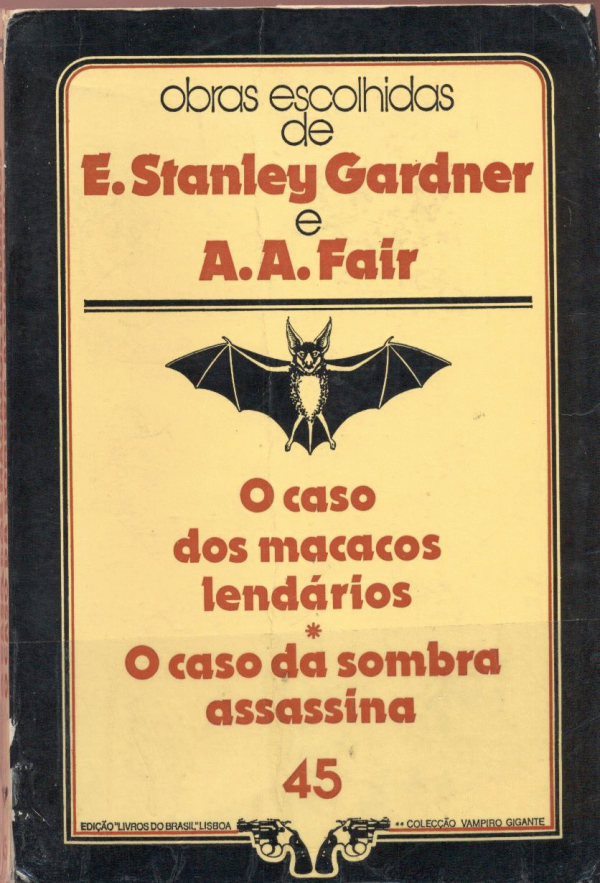 obras escolhidas
de
E. Stanley Gardner
e
A. A. Fair
O caso
dos macacos
lendários
*
O caso da sombra
assassina
45
EDIÇÃO "LIVROS DO BRASIL" LISBOA
** COLECÇÃO VAMPIRO GIGANTE